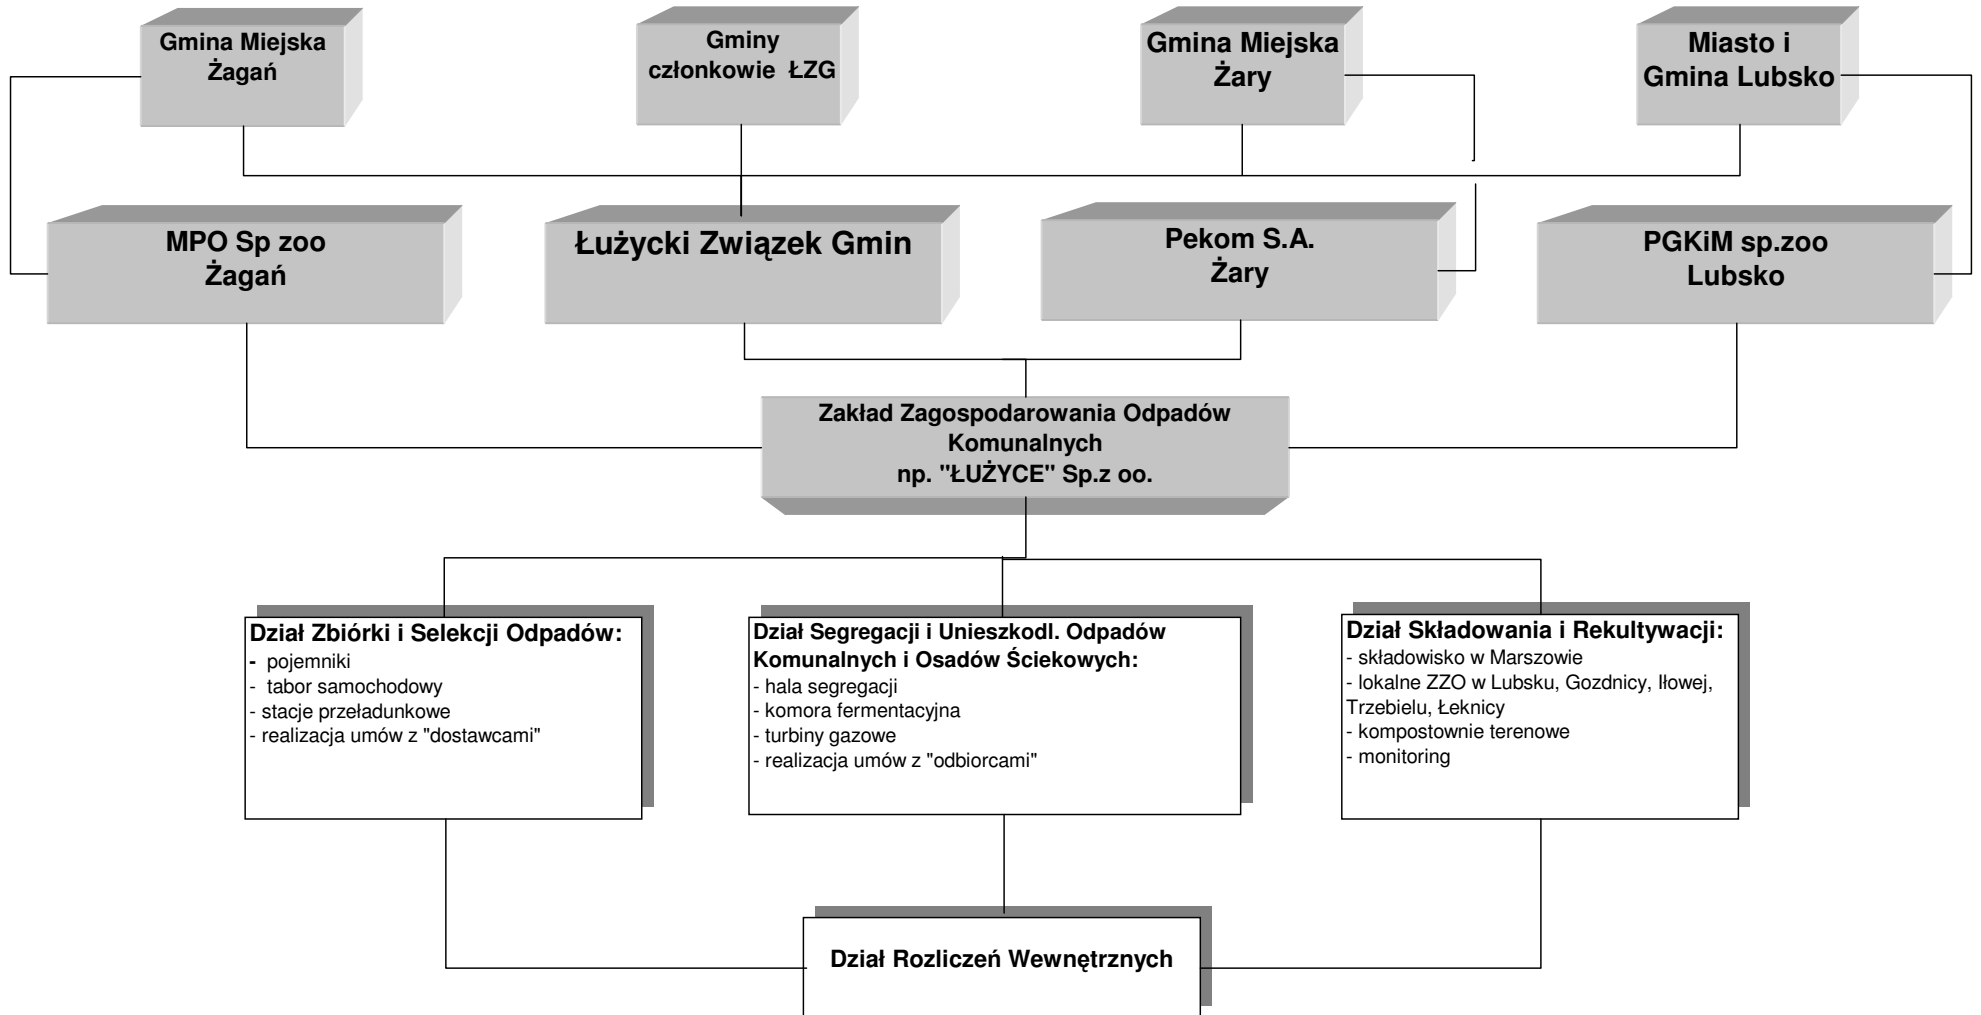 Gmina Miejska
Żagań
Gminy
członkowie ŁZG
Gmina Miejska
Żary
Miasto i
Gmina Lubsko
MPO Sp zoo
Żagań
Łużycki Związek Gmin
Pekom S.A.
Żary
PGKiM sp.zoo
Lubsko
Zakład Zagospodarowania Odpadów
Komunalnych
np. "ŁUŻYCE" Sp.z oo.
Dział Zbiórki i Selekcji Odpadów:
- pojemniki
- tabor samochodowy
- stacje przeładunkowe
- realizacja umów z "dostawcami"
Dział Segregacji i Unieszkodl. Odpadów
Komunalnych i Osadów Ściekowych:
- hala segregacji
- komora fermentacyjna
- turbiny gazowe
- realizacja umów z "odbiorcami"
Dział Składowania i Rekultywacji:
- składowisko w Marszowie
- lokalne ZZO w Lubsku, Gozdnicy, Iłowej,
Trzebielu, Łeknicy
- kompostownie terenowe
- monitoring
Dział Rozliczeń Wewnętrznych